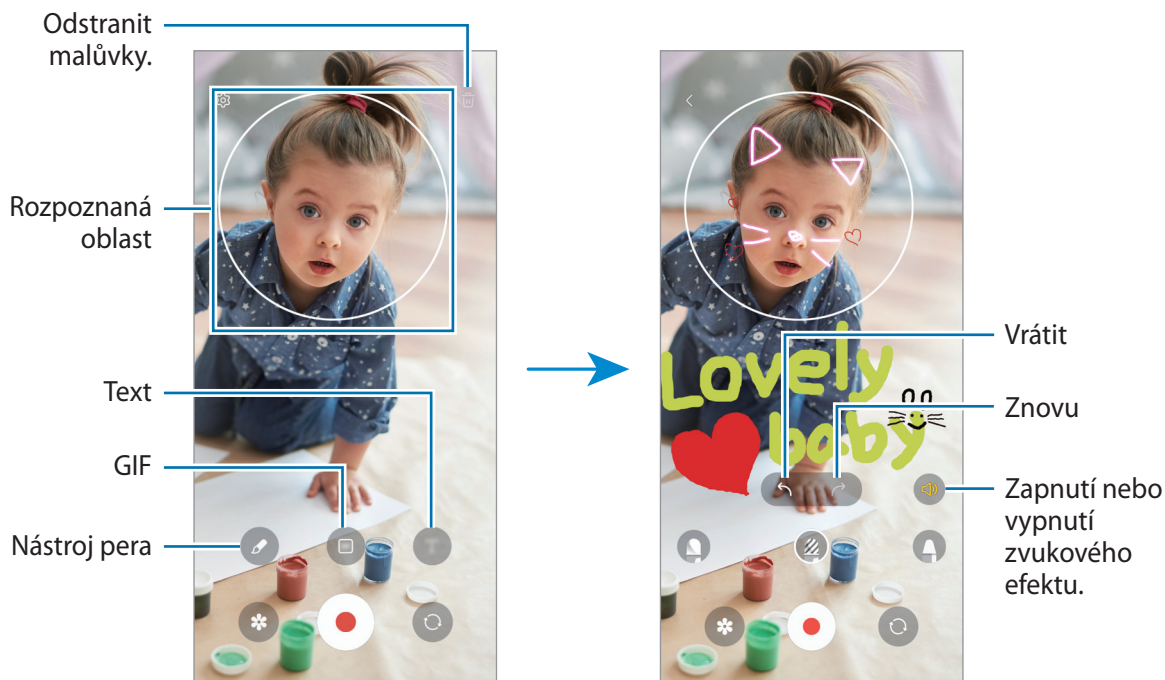 Odstranit
malůvky.
Rozpoznaná
oblast
Text
GIF
Nástroj pera
Lovely
baby
Vrátit
Znovu
Zapnutí nebo
vypnutí
zvukového
efektu.